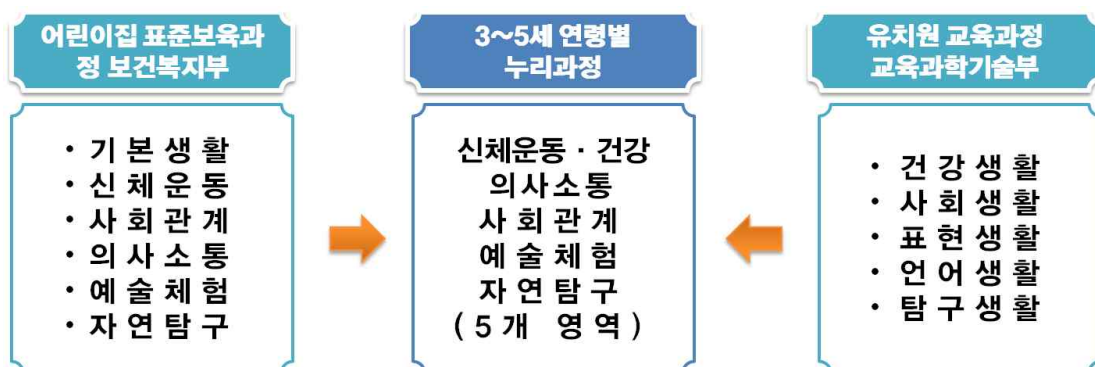 어린이집 표준보육과
정 보건복지부
• 기 본 생 활
• 신 체 운 동
• 사 회 관 계
• 의 사 소 통
• 예 술 체 험
• 자 연 탐 구
3~5세 연령별
누리과정
신체운동 · 건강
의 사 소 통
사 회 관 계
예 술 체 험
자 연 탐 구
( 5 개 영 역 )
유치원 교육과정
교육과학기술부
• 건 강 생 활
• 사 회 생 활
• 표 현 생 활
• 언 어 생 활
• 탐 구 생 활